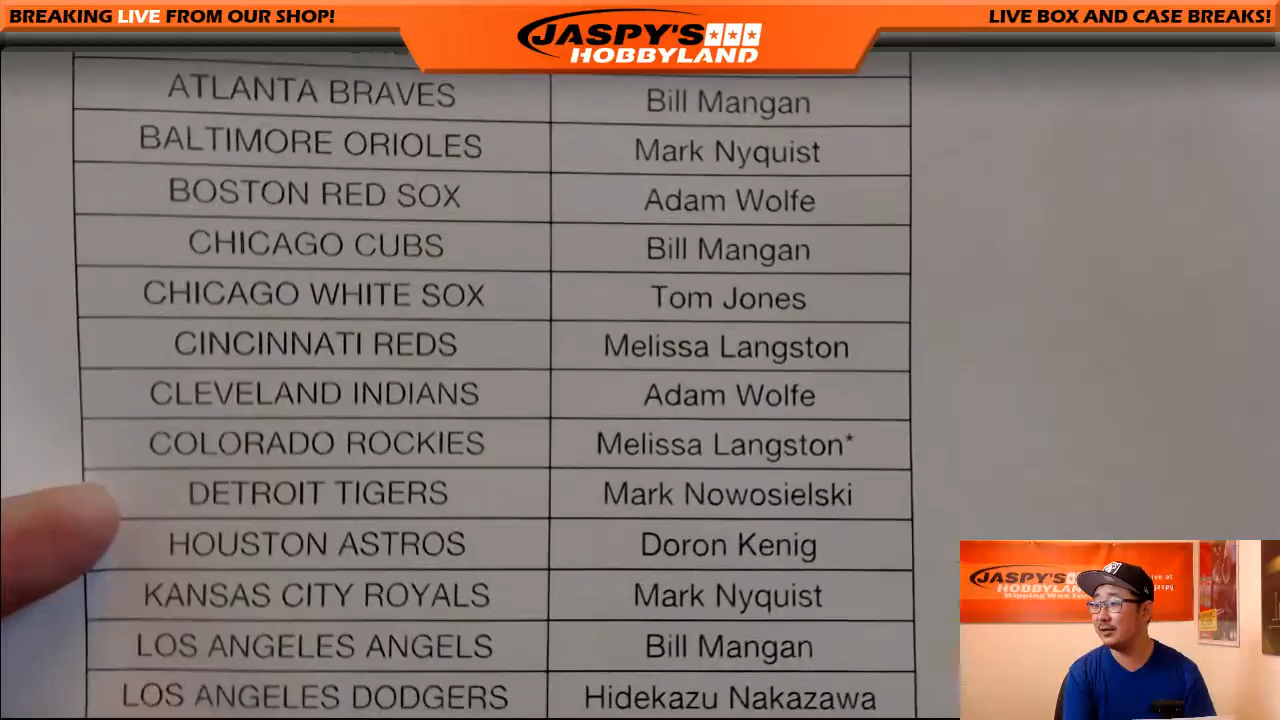 BREAKING LIVE FROM OUR SHOP!
JASPY'S
HOBBYLAND
LIVE BOX AND CASE BREAKS!
ATLANTA BRAVES Bill Mangan
BALTIMORE ORIOLES Mark Nyquist
BOSTON RED SOX Adam Wolfe
CHICAGO CUBS Bill Mangan
CHICAGO WHITE SOX Tom Jones
CINCINNATI REDS Melissa Langston
CLEVELAND INDIANS Adam Wolfe
COLORADO ROCKIES Melissa Langston*
DETROIT TIGERS Mark Nowosielski
HOUSTON ASTROS Doron Kenig
KANSAS CITY ROYALS Mark Nyquist
LOS ANGELES ANGELS Bill Mangan
LOS ANGELES DODGERS Hidekazu Nakazawa
JASPY'S
HOBBYLAND